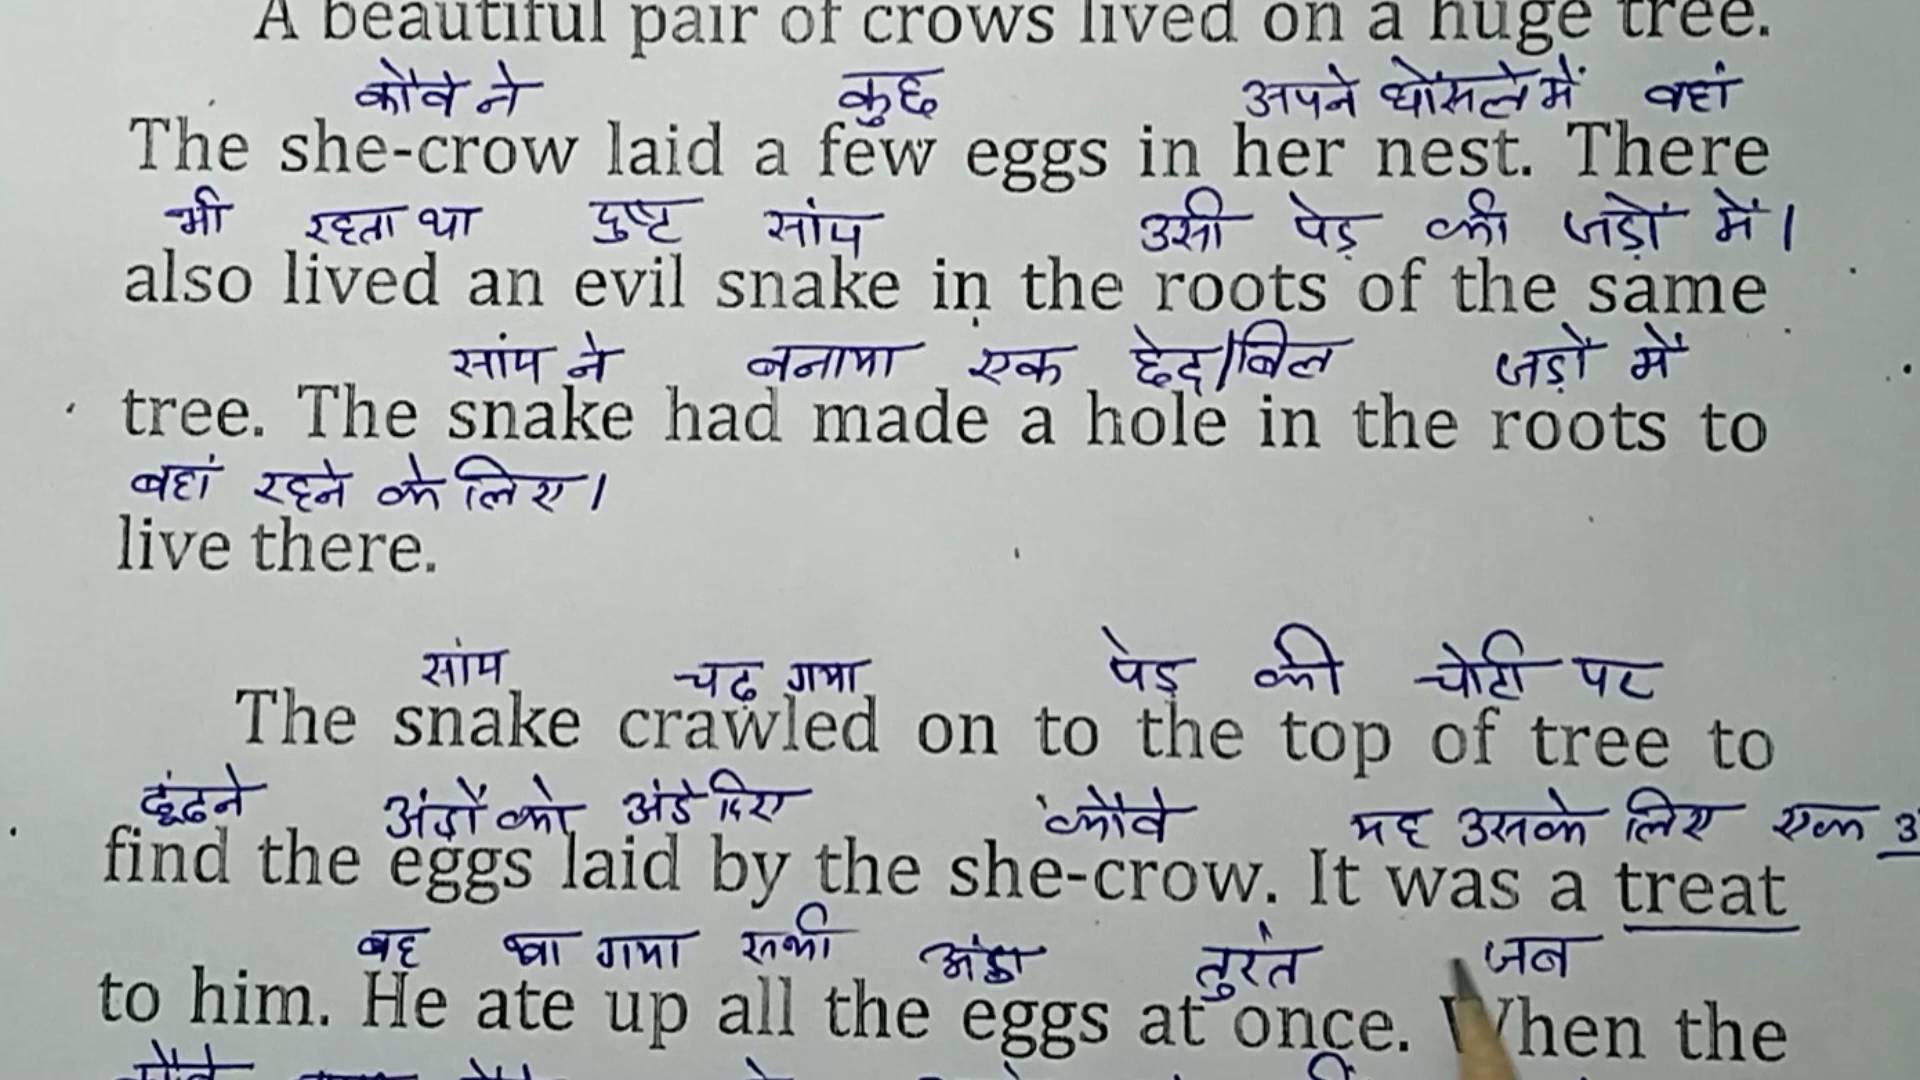 A beautiful pair of crows lived on a huge tree.
कौवे ने कुछ अपने घोंसले में वहां
The she-crow laid a few eggs in her nest. There
भी रहता था दुष्ट सांप उसी पेड़ की जड़ों में।
also lived an evil snake in the roots of the same
सांप ने बनाया एक छेद/बिल जड़ों में
tree. The snake had made a hole in the roots to
वहां रहने के लिए।
live there.
सांप चढ़ गया पेड़ की चोटी पर
The snake crawled on to the top of tree to
ढूंढने अंडों को अंडे दिए कौवे यह उसके लिए एक
find the eggs laid by the she-crow. It was a treat
वह खा गया सभी अंडा तुरंत जब
to him. He ate up all the eggs at once. When the